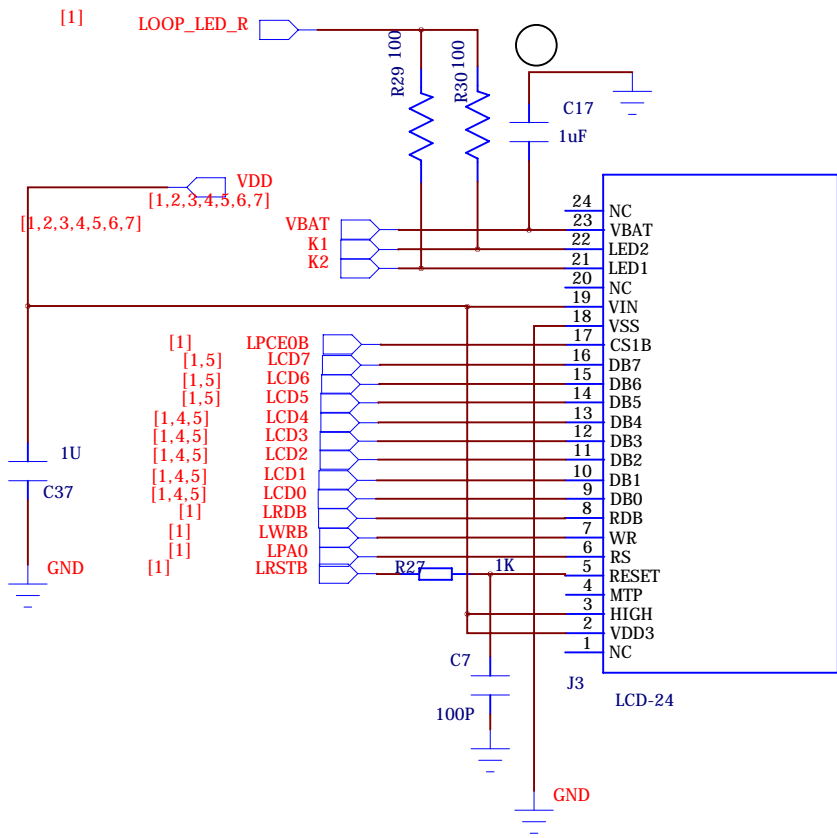 [1]
LOOP_LED_R
R29 100
R30 100
C17
1uF
VDD
[1,2,3,4,5,6,7]
[1,2,3,4,5,6,7]
VBAT
K1
K2
24 NC
23 VBAT
22 LED2
21 LED1
20 NC
19 VIN
18 VSS
[1] LPCE0B 17 CS1B
[1,5] LCD7 16 DB7
[1,5] LCD6 15 DB6
[1,5] LCD5 14 DB5
[1,4,5] LCD4 13 DB4
[1,4,5] LCD3 12 DB3
[1,4,5] LCD2 11 DB2
[1,4,5] LCD1 10 DB1
[1,4,5] LCD0 9 DB0
[1] LRDB 8 RDB
[1] LWRB 7 WR
[1] LPA0 6 RS
[1] LRSTB R27 1K 5 RESET
4 MTP
3 HIGH
2 VDD3
1 NC
1U
C37
GND
C7
100P
J3
LCD-24
GND